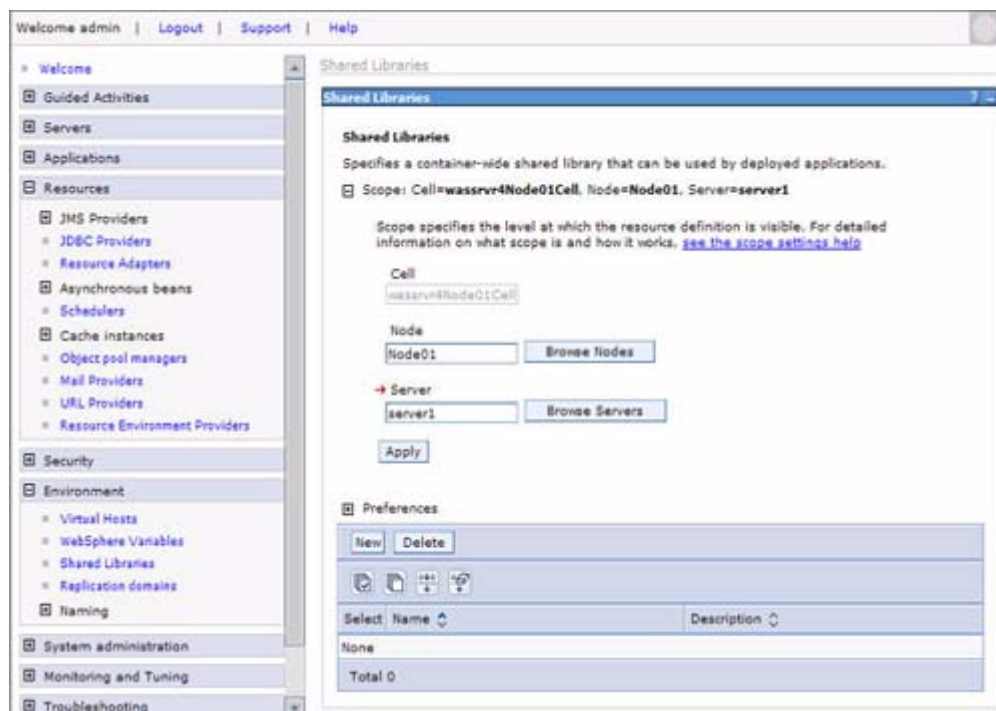 Welcome admin | Logout | Support | Help
Welcome
Guided Activities
Servers
Applications
Resources
JMS Providers
JDBC Providers
Resource Adapters
Asynchronous beans
Schedulers
Cache instances
Object pool managers
Mail Providers
URL Providers
Resource Environment Providers
Security
Environment
Virtual Hosts
WebSphere Variables
Shared Libraries
Replication domains
Naming
System administration
Monitoring and Tuning
Troubleshooting
Shared Libraries
Shared Libraries ? -
Shared Libraries
Specifies a container-wide shared library that can be used by deployed applications.
Scope: Cell=wassrvr4Node01Cell, Node=Node01, Server=server1
Scope specifies the level at which the resource definition is visible. For detailed
information on what scope is and how it works, see the scope settings help
Cell
wassrvr4Node01Cell
Node
Node01 Browse Nodes
Server
server1 Browse Servers
Apply
Preferences
New Delete
Select Name Description
None
Total 0